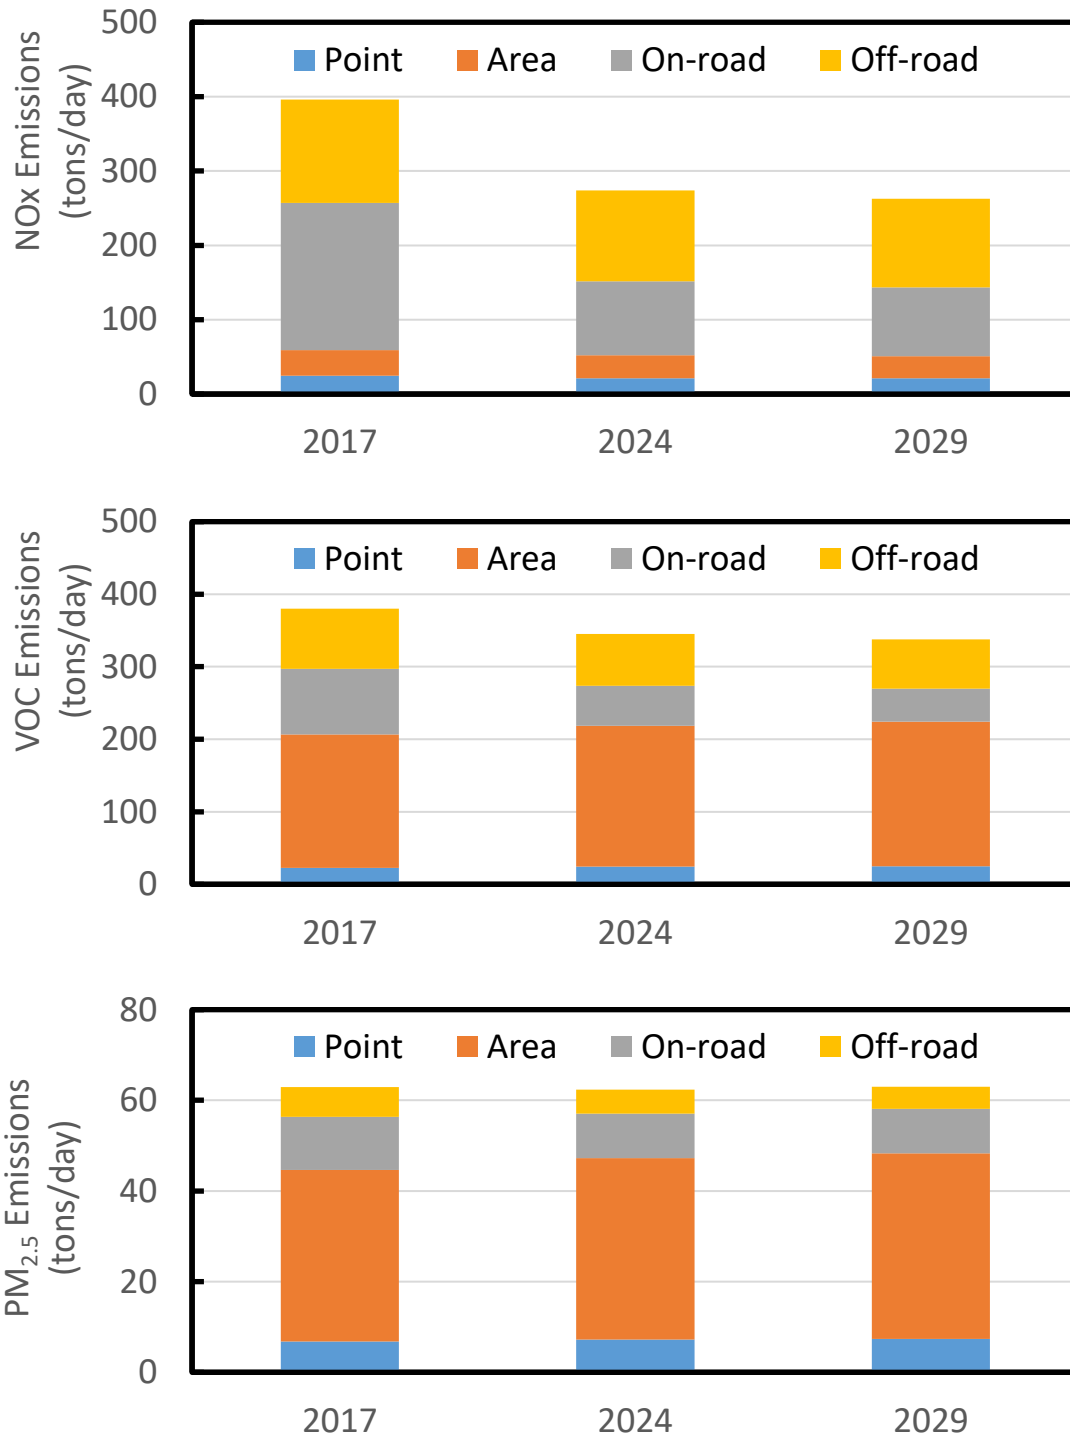 NOx Emissions
(tons/day)
500
400
300
200
100
0
Point Area On-road Off-road
2017 2024 2029
VOC Emissions
(tons/day)
500
400
300
200
100
0
Point Area On-road Off-road
2017 2024 2029
PM2.5 Emissions
(tons/day)
80
60
40
20
0
Point Area On-road Off-road
2017 2024 2029